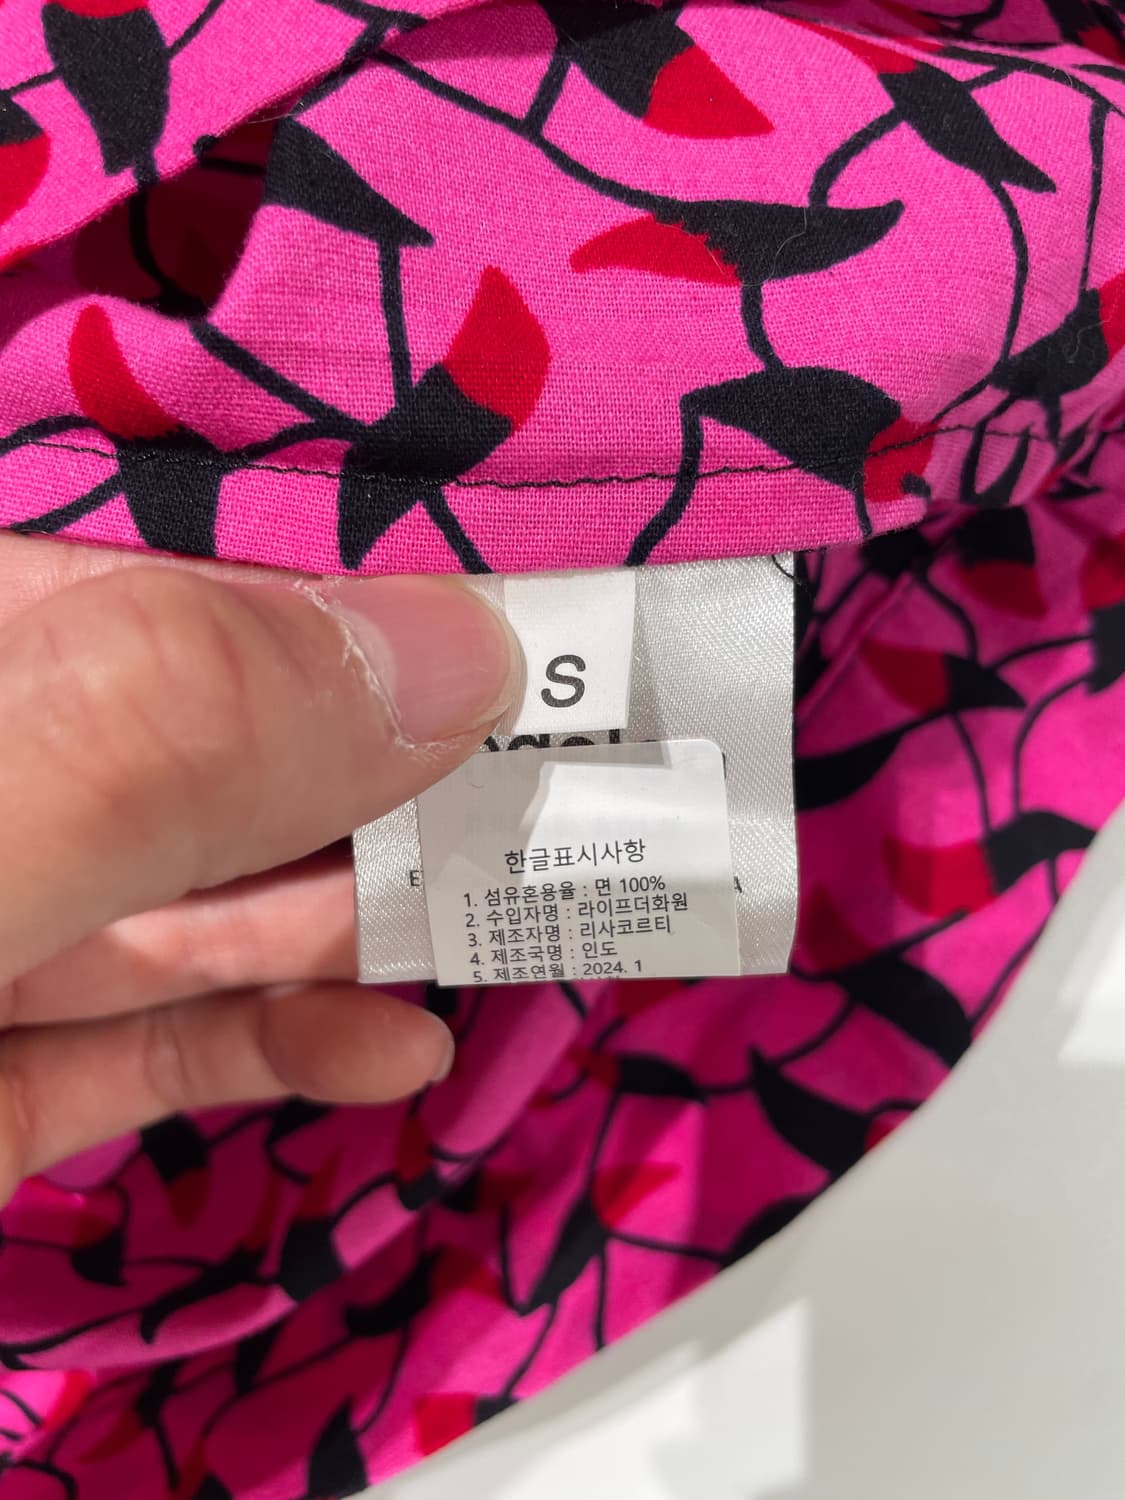 S
한글표시사항
1. 섬유혼용율 : 면 100%
2. 수입자명 : 라이프더화원
3. 제조자명 : 리사코르티
4. 제조국명 : 인도
5. 제조연월 : 2024. 1